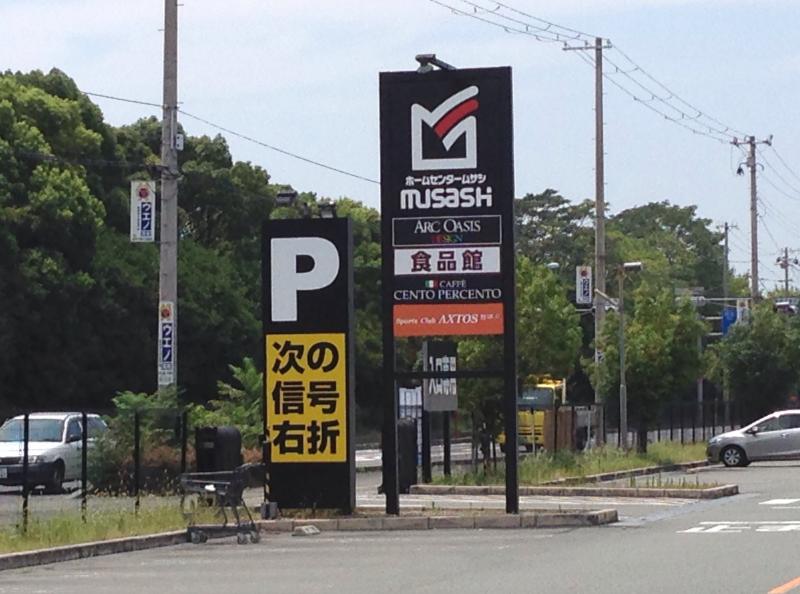 ホームセンタームサシ
musashi
ARC OASIS
DESIGN
食品館
CAFFÈ
CENTO PERCENTO
Sports Club AXTOS
P
次の
信号
右折
ウエノ
ウエノ